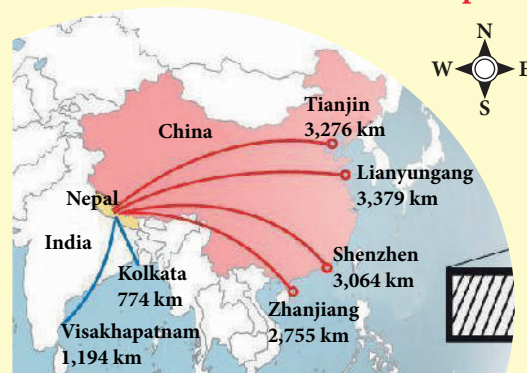 N
W
E
S
Tianjin
3,276 km
China
Lianyungang
3,379 km
Nepal
India
Shenzhen
3,064 km
Kolkata
774 km
Zhanjiang
2,755 km
Visakhapatnam
1,194 km